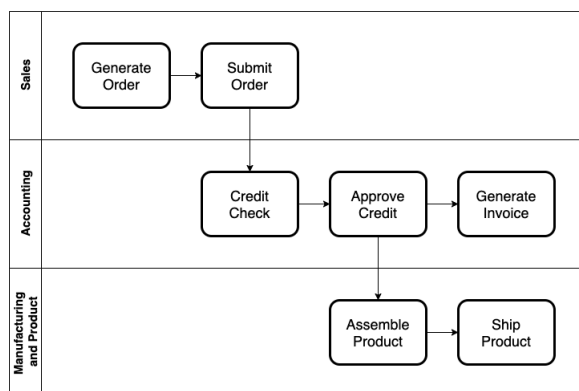 Sales
Generate
Order
Submit
Order
Accounting
Credit
Check
Approve
Credit
Generate
Invoice
Manufacturing
and Product
Assemble
Product
Ship
Product